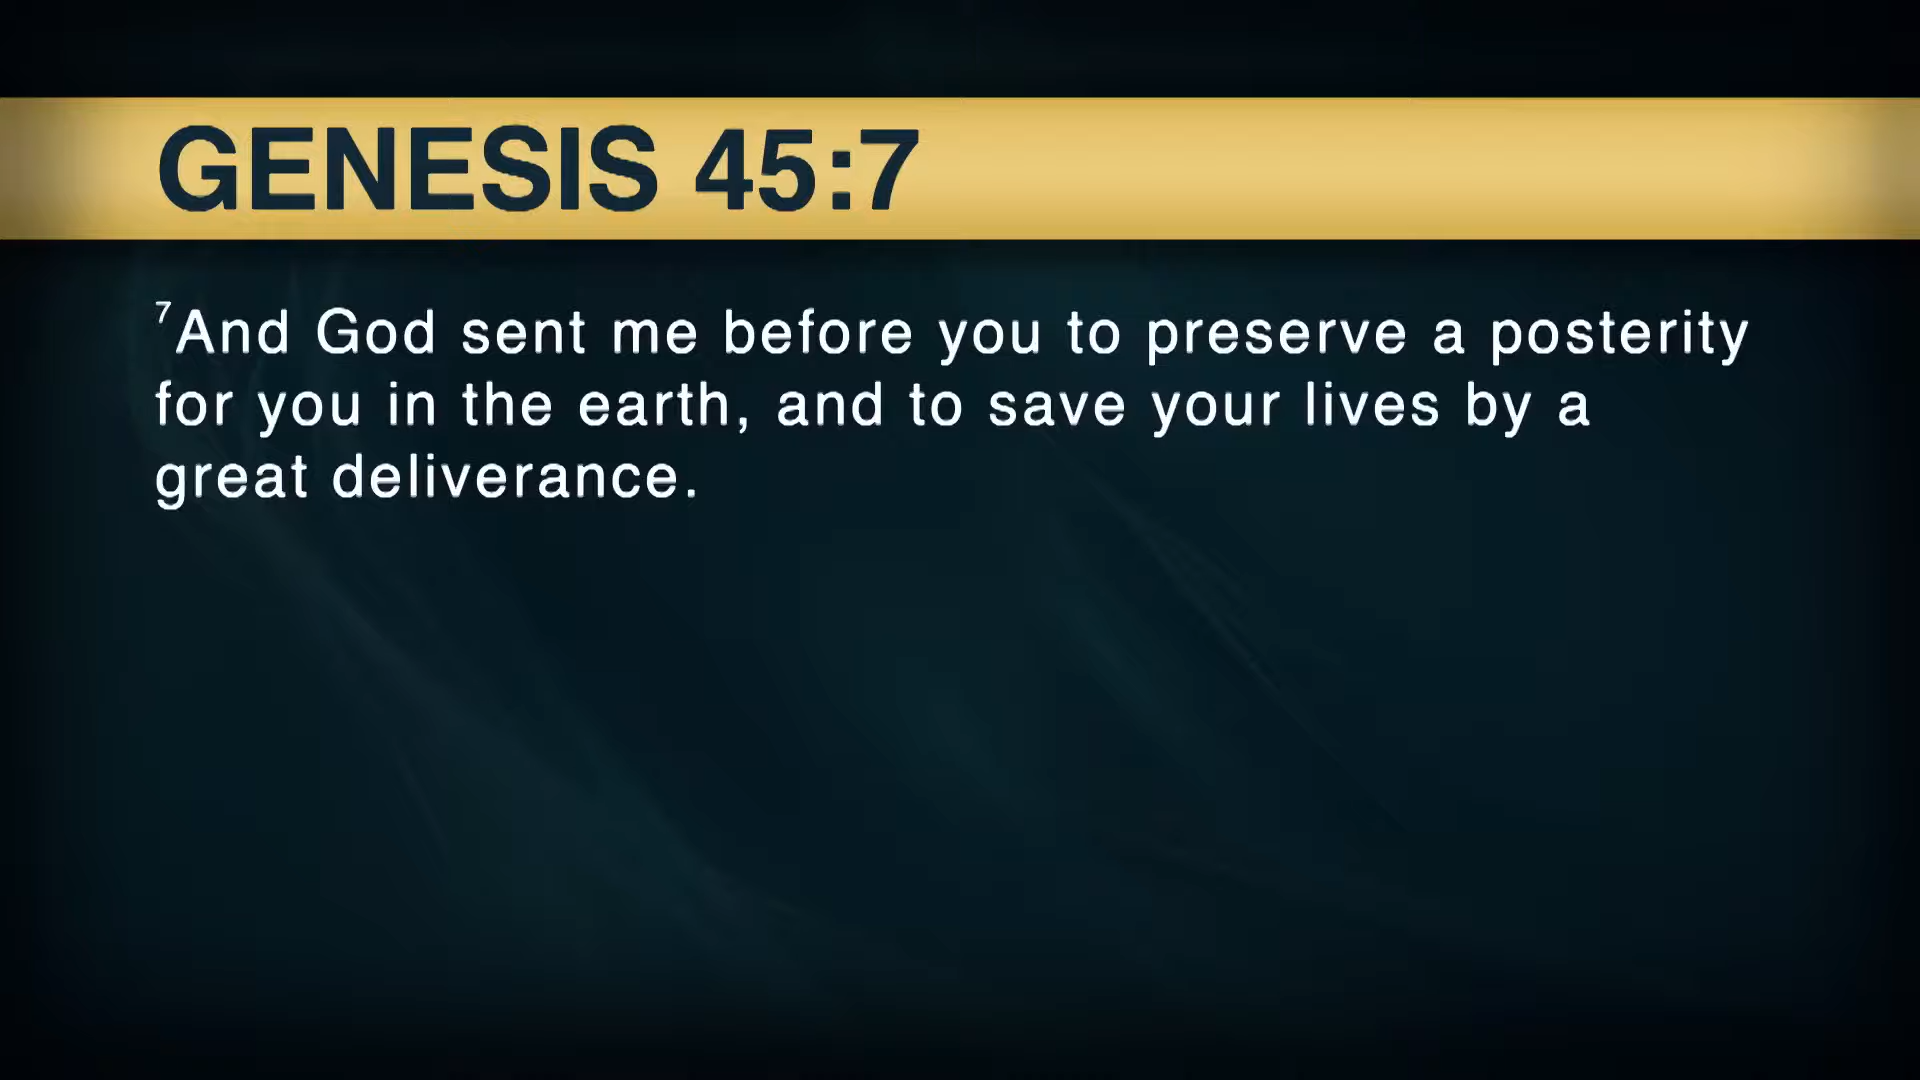 GENESIS 45:7
⁷And God sent me before you to preserve a posterity
for you in the earth, and to save your lives by a
great deliverance.